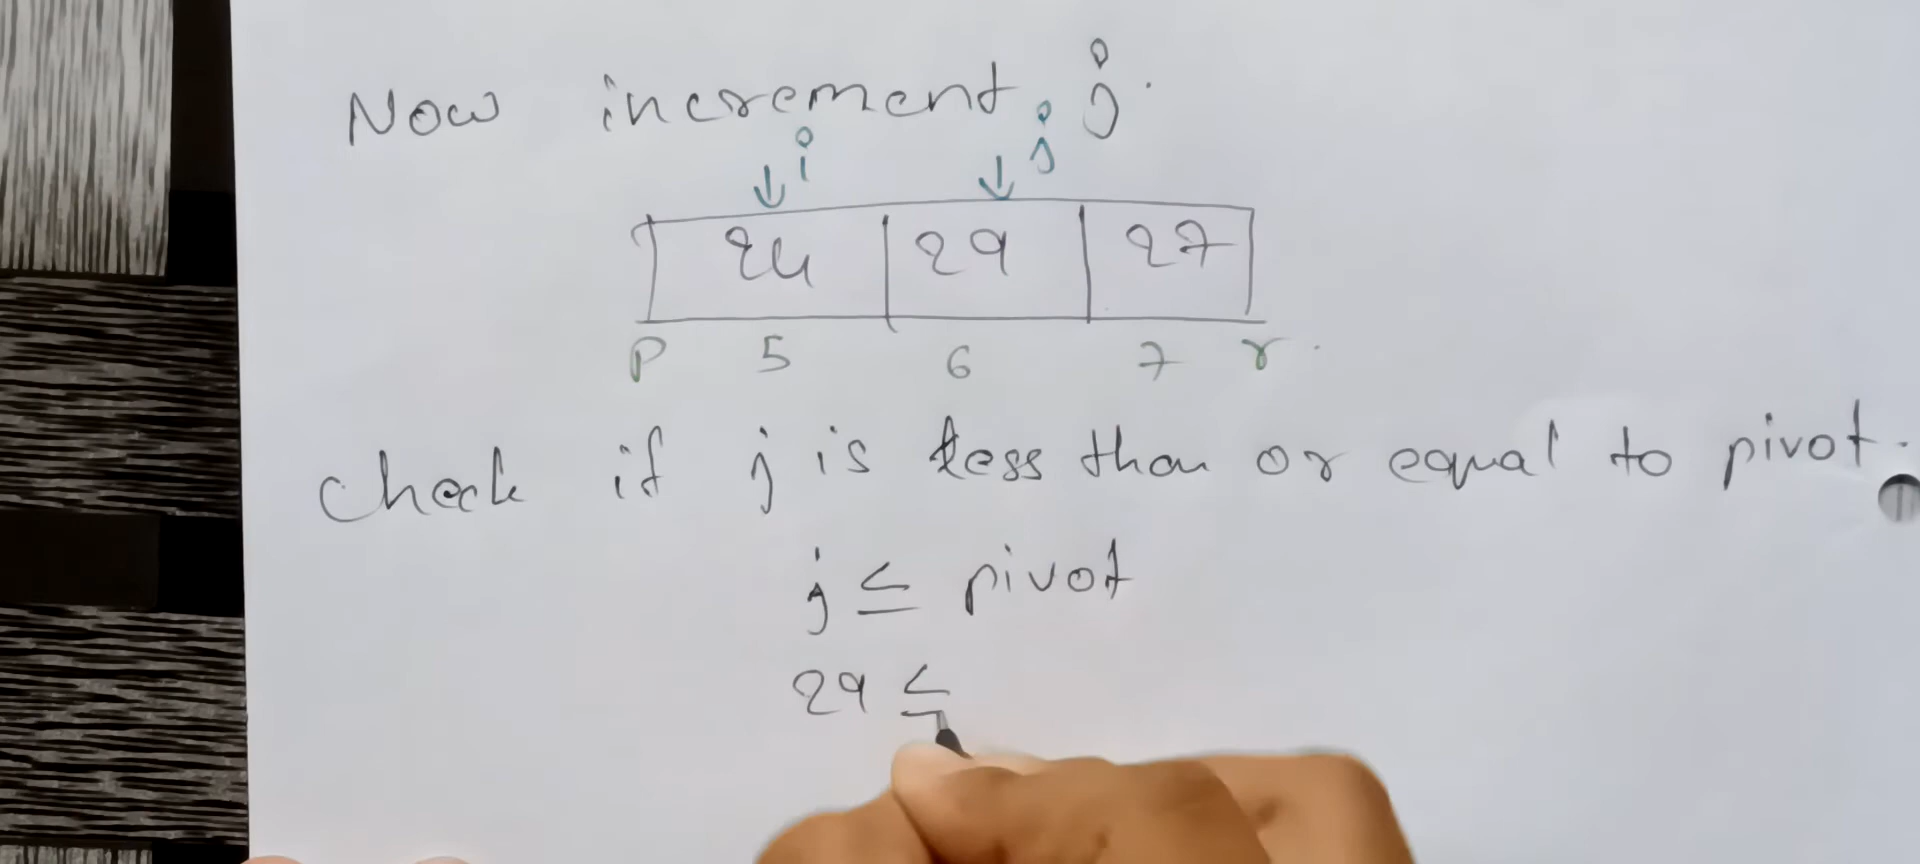 Now increment j.
i j
24 29 27
P 5 6 7 r.
check if j is less than or equal to pivot.
j ≤ pivot
29 ≤